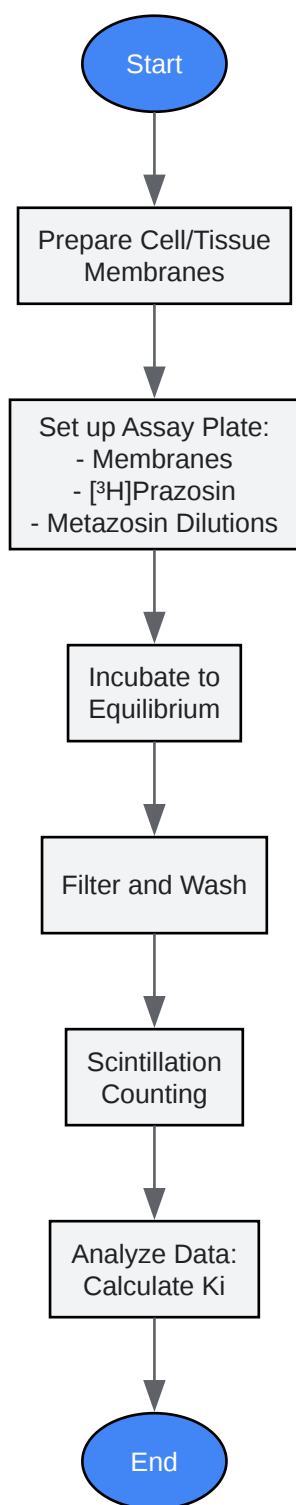 Start
Prepare Cell/Tissue
Membranes
Set up Assay Plate:
- Membranes
- [³H]Prazosin
- Metazosin Dilutions
Incubate to
Equilibrium
Filter and Wash
Scintillation
Counting
Analyze Data:
Calculate Ki
End